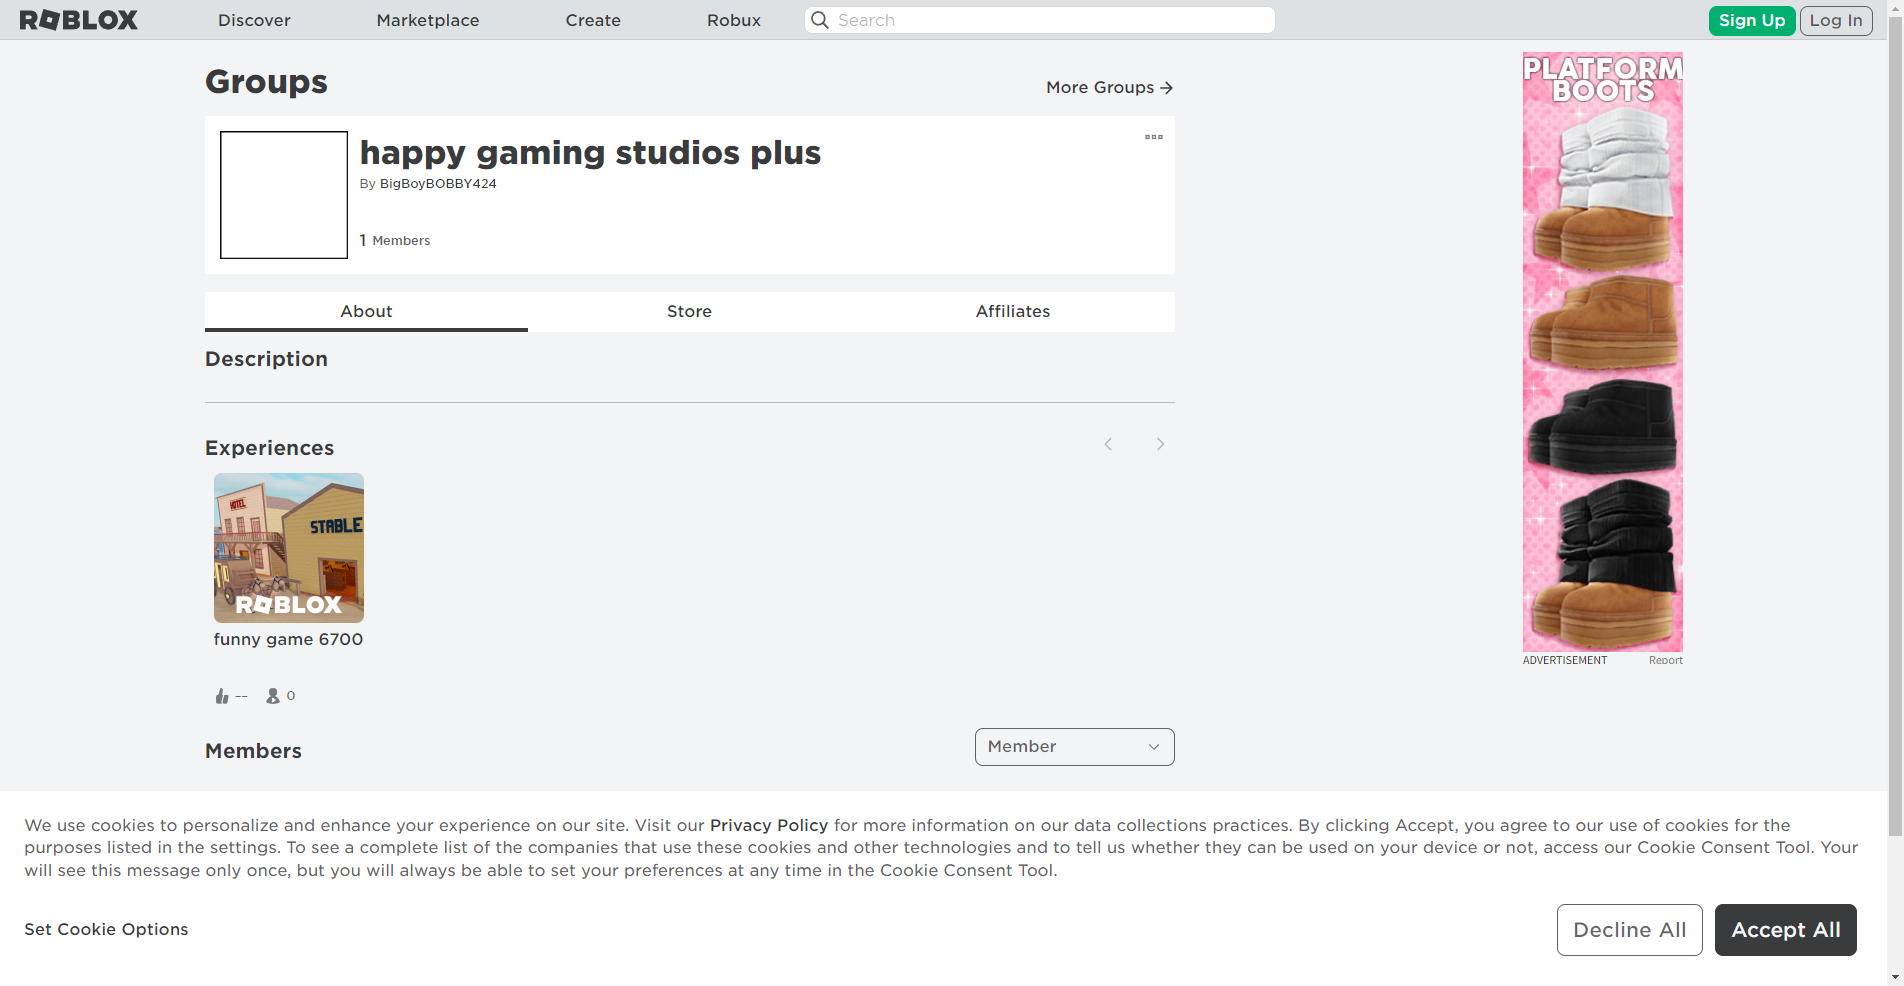 ROBLOX
Discover
Marketplace
Create
Robux
Search
Sign Up
Log In
Groups
More Groups
happy gaming studios plus
By BigBoyBOBBY424
1 Members
About
Store
Affiliates
Description
Experiences
HOTEL
STABLE
ROBLOX
funny game 6700
--
0
Members
Member
PLATFORM
BOOTS
ADVERTISEMENT
Report
We use cookies to personalize and enhance your experience on our site. Visit our Privacy Policy for more information on our data collections practices. By clicking Accept, you agree to our use of cookies for the
purposes listed in the settings. To see a complete list of the companies that use these cookies and other technologies and to tell us whether they can be used on your device or not, access our Cookie Consent Tool. Your
will see this message only once, but you will always be able to set your preferences at any time in the Cookie Consent Tool.
Set Cookie Options
Decline All
Accept All